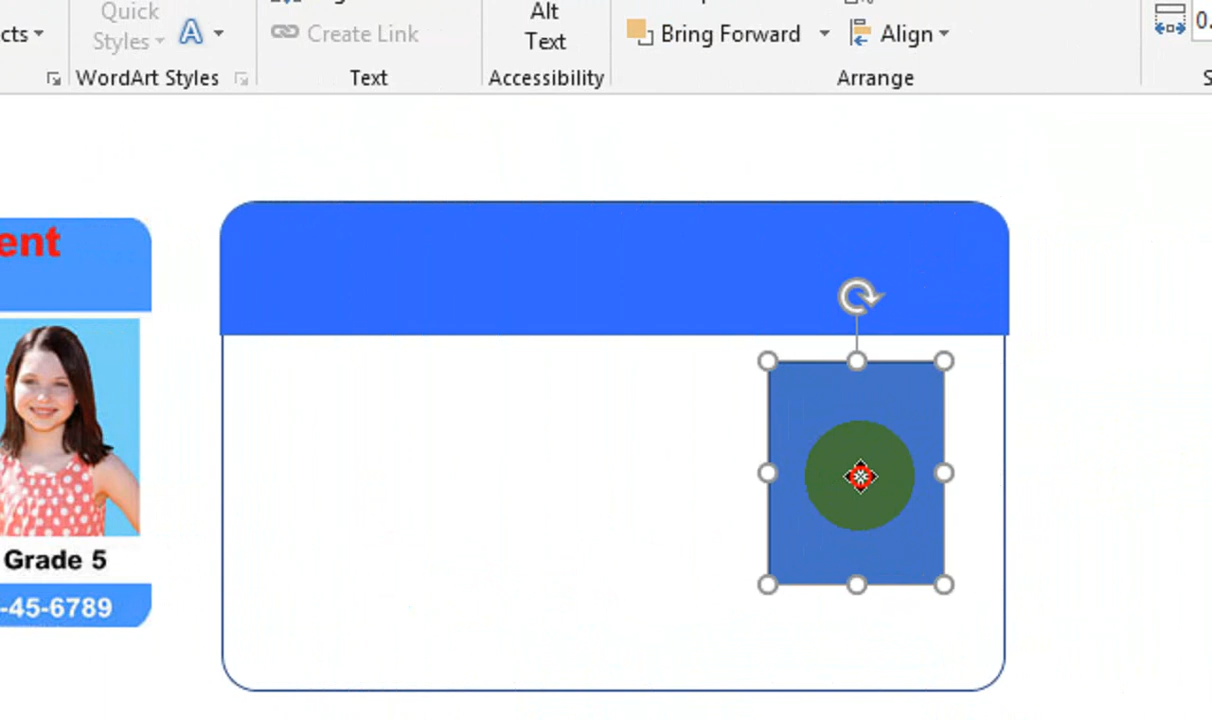 Quick
Styles
cts
WordArt Styles
Create Link
Text
Alt
Text
Accessibility
Bring Forward
Align
Arrange
0.
S
ent
Grade 5
-45-6789